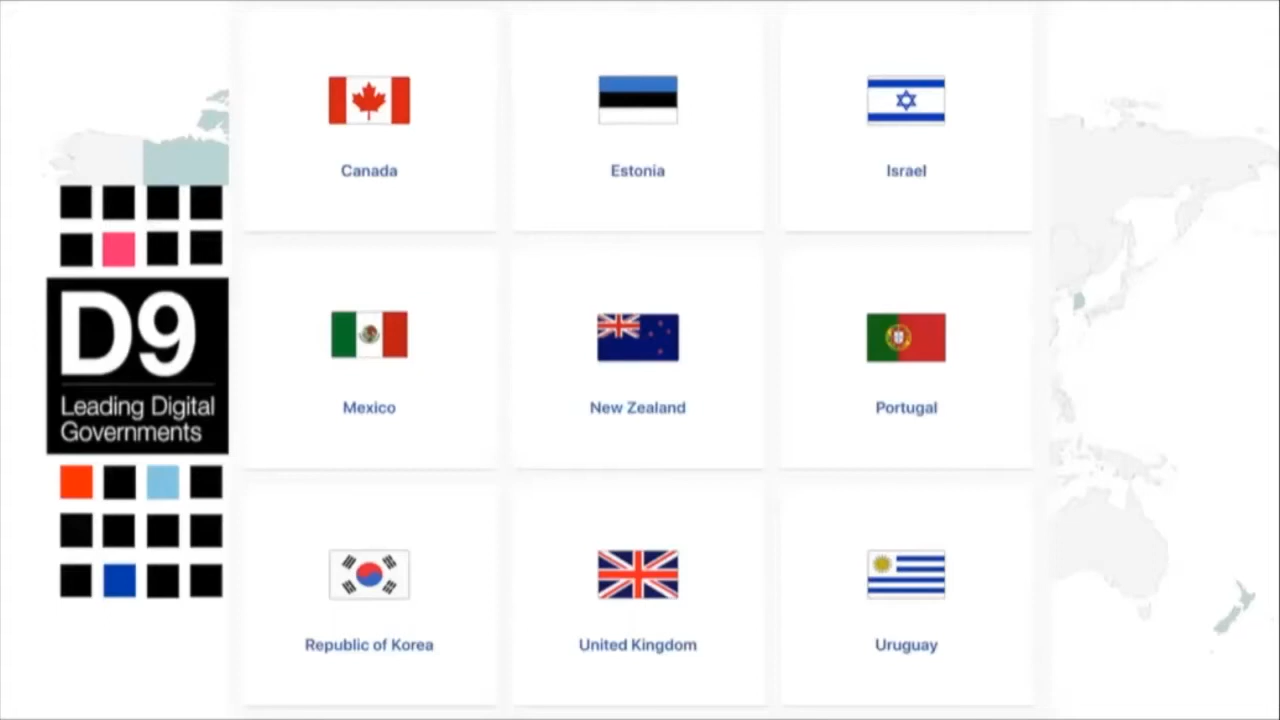 D9
Leading Digital
Governments
Canada
Estonia
Israel
Mexico
New Zealand
Portugal
Republic of Korea
United Kingdom
Uruguay